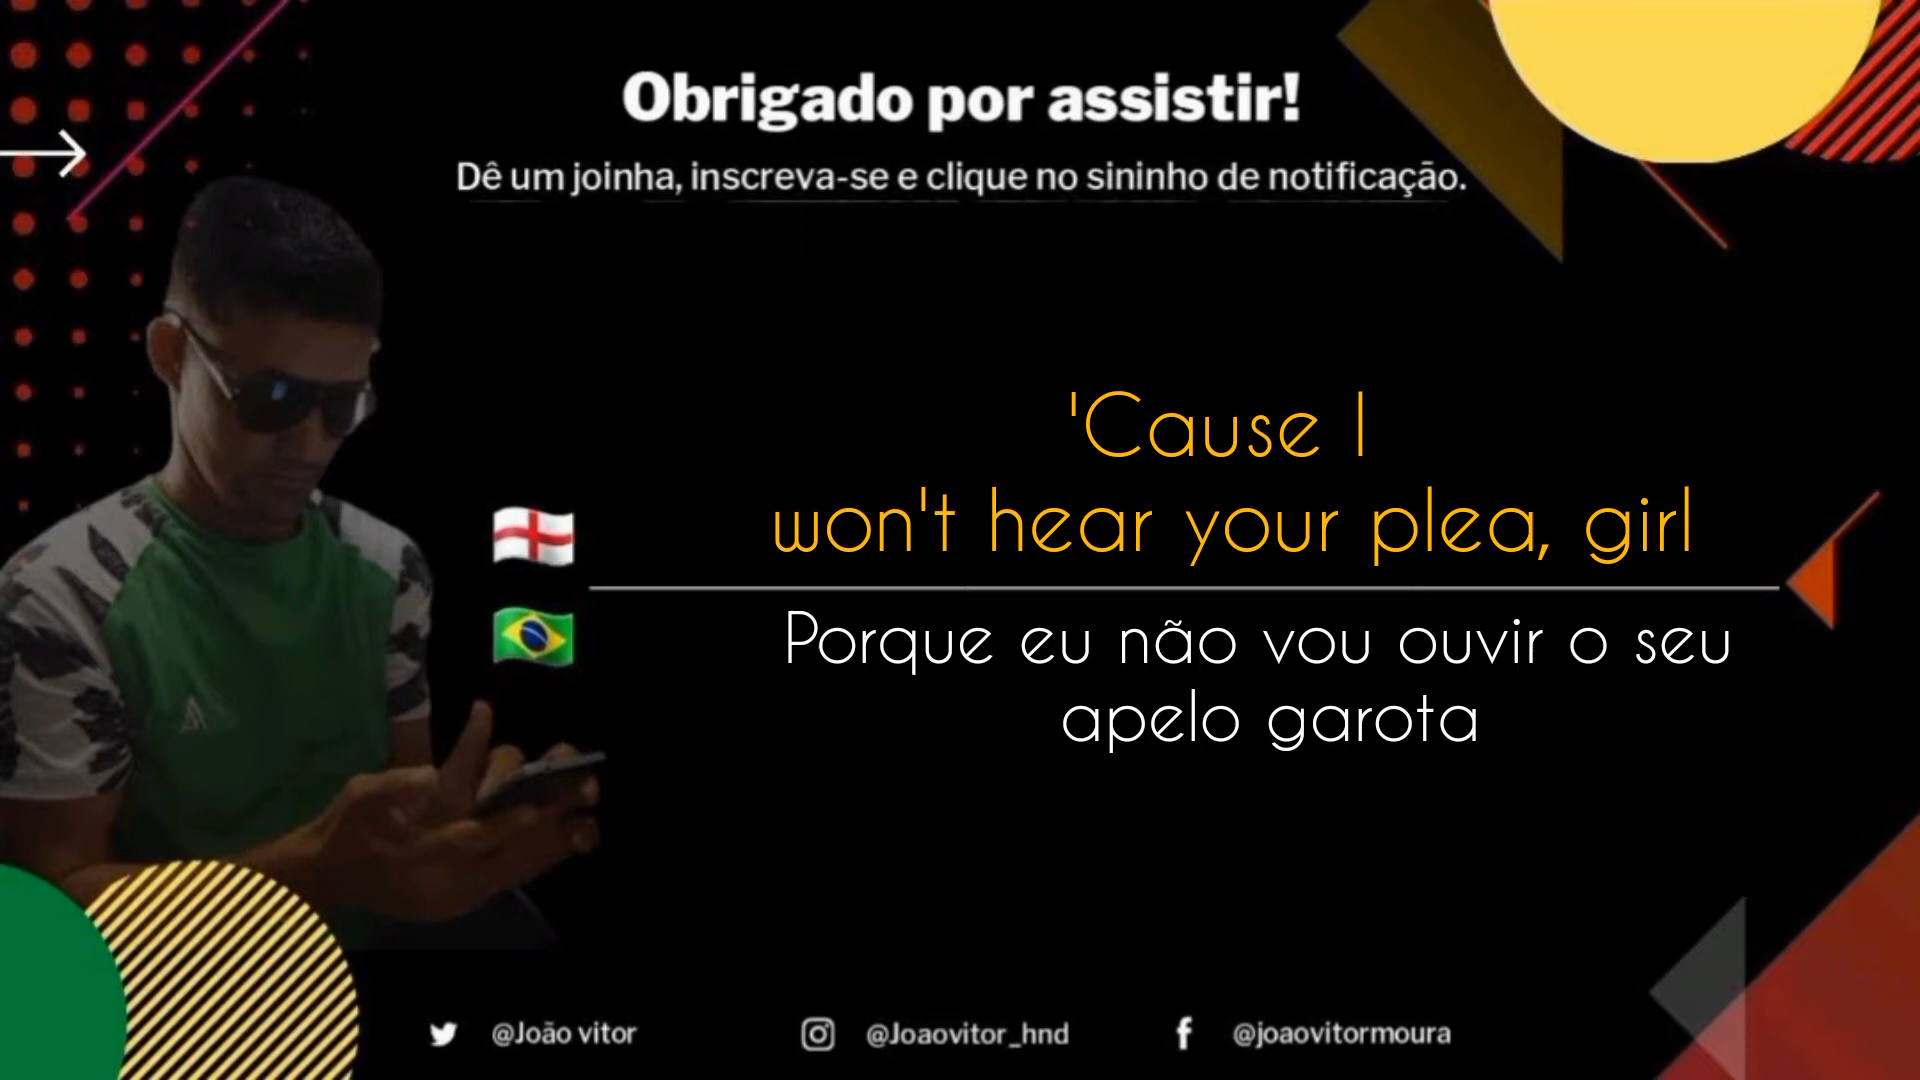 Obrigado por assistir!
Dê um joinha, inscreva-se e clique no sininho de notificação.
'Cause I
won't hear your plea, girl
Porque eu não vou ouvir o seu
apelo garota
@João vitor
@Joaovitor_hnd
@joaovitormoura